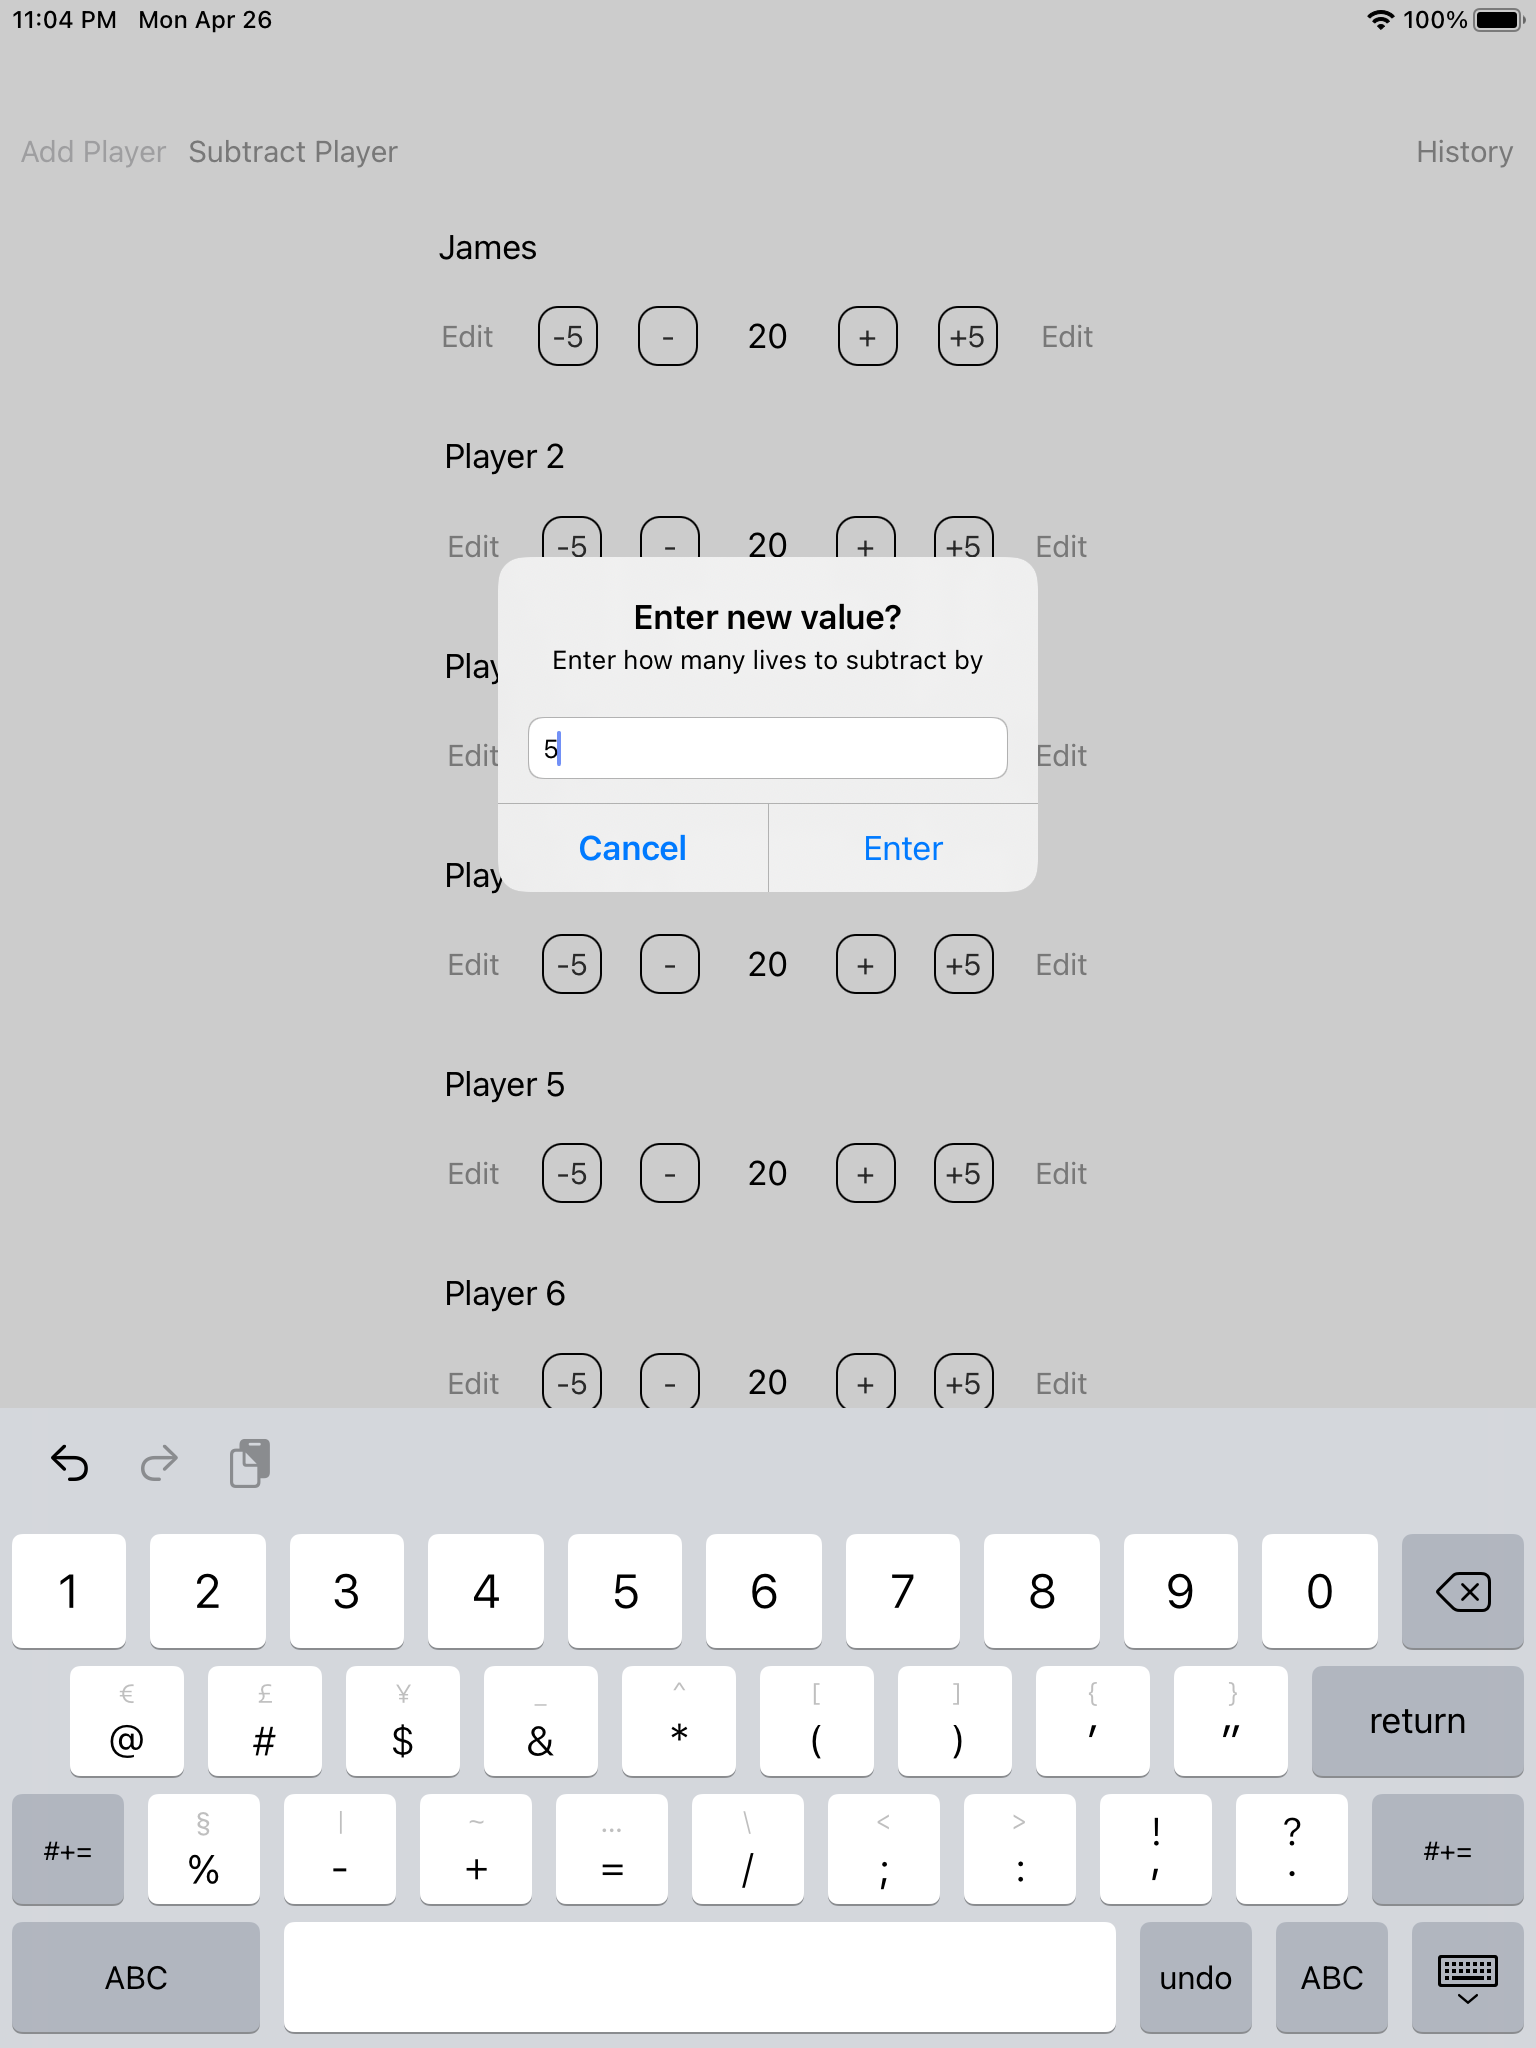 11:04 PM Mon Apr 26 100%
Add Player Subtract Player History
James
Edit -5 - 20 + +5 Edit
Player 2
Edit -5 - 20 + +5 Edit
Enter new value?
Enter how many lives to subtract by
Play
5
Edit Edit
Cancel Enter
Play
Edit -5 - 20 + +5 Edit
Player 5
Edit -5 - 20 + +5 Edit
Player 6
Edit -5 - 20 + +5 Edit
1 2 3 4 5 6 7 8 9 0
€ £ ¥ _ ^ [ ] { }
@ # $ & * ( ) ' " return
§ | ~ … \ < > ! ?
#+= % - + = / ; : , . #+=
ABC undo ABC